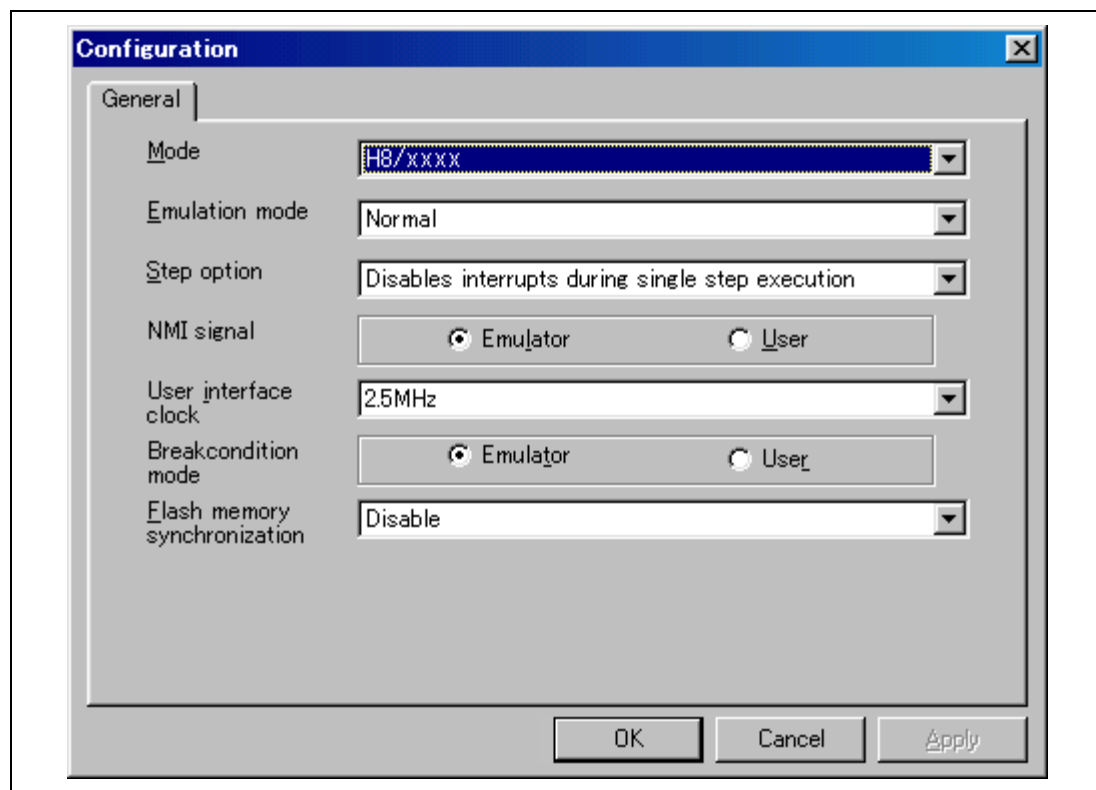 Configuration
General
Mode
H8/xxxx
Emulation mode
Normal
Step option
Disables interrupts during single step execution
NMI signal
Emulator
User
User interface
clock
2.5MHz
Breakcondition
mode
Emulator
User
Flash memory
synchronization
Disable
OK
Cancel
Apply